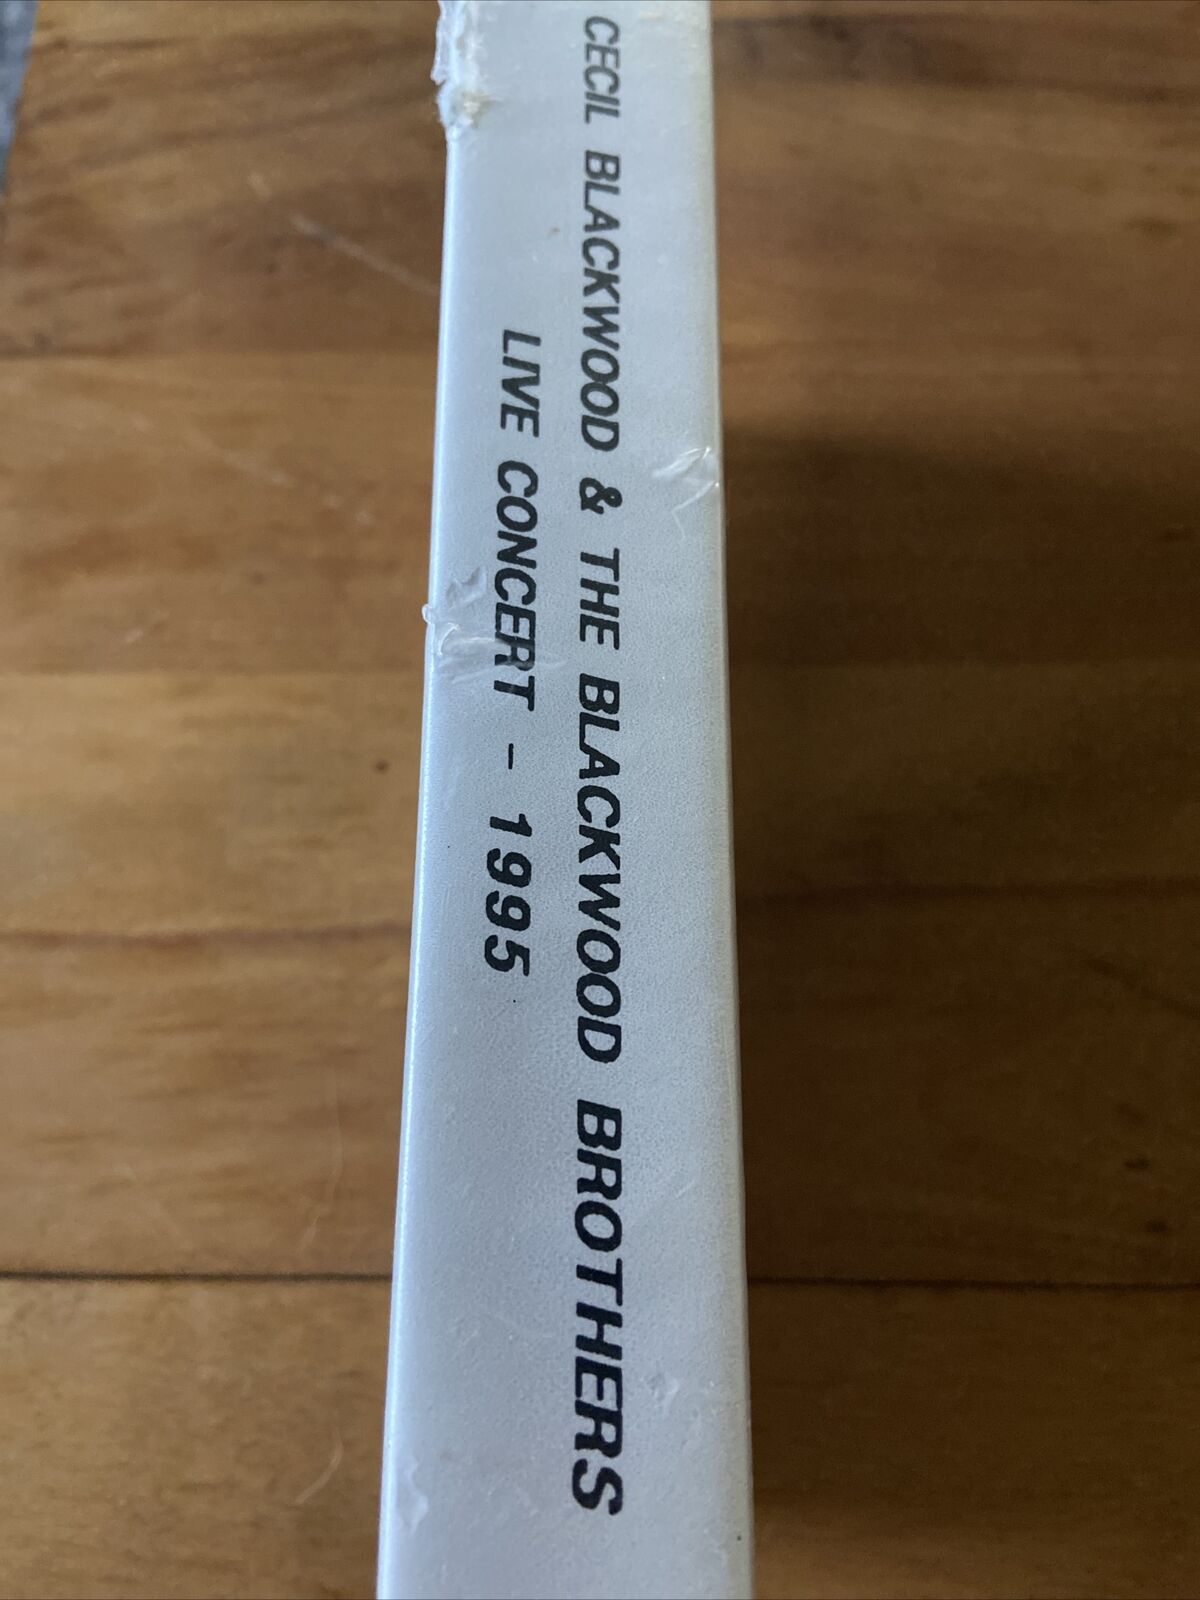 CECIL BLACKWOOD & THE BLACKWOOD BROTHERS
LIVE CONCERT - 1995